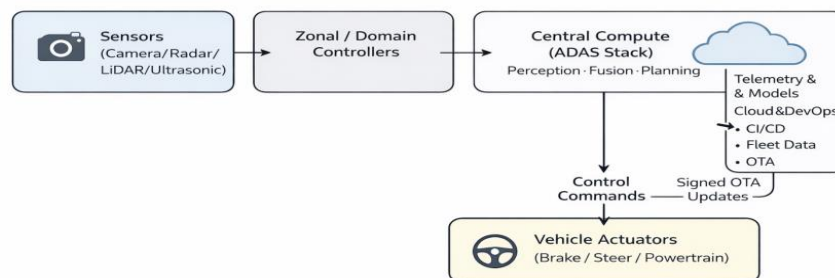 Sensors
(Camera/Radar/
LiDAR/Ultrasonic)
Zonal / Domain
Controllers
Central Compute
(ADAS Stack)
Perception · Fusion · Planning
Telemetry &
& Models
Cloud&DevOps
• CI/CD
• Fleet Data
• OTA
Control
Commands
Signed OTA
Updates
Vehicle Actuators
(Brake / Steer / Powertrain)